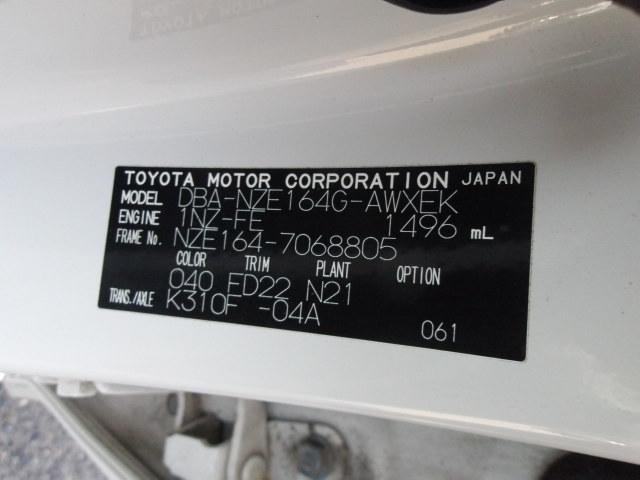 TOYOTA MOTOR CORPORATION JAPAN
MODEL DBA-NZE164G-AWXEK
ENGINE 1NZ-FE 1496 mL
FRAME No. NZE164-7068805
COLOR TRIM PLANT OPTION
040 FD22 N21
TRANS./AXLE K310F -04A
061